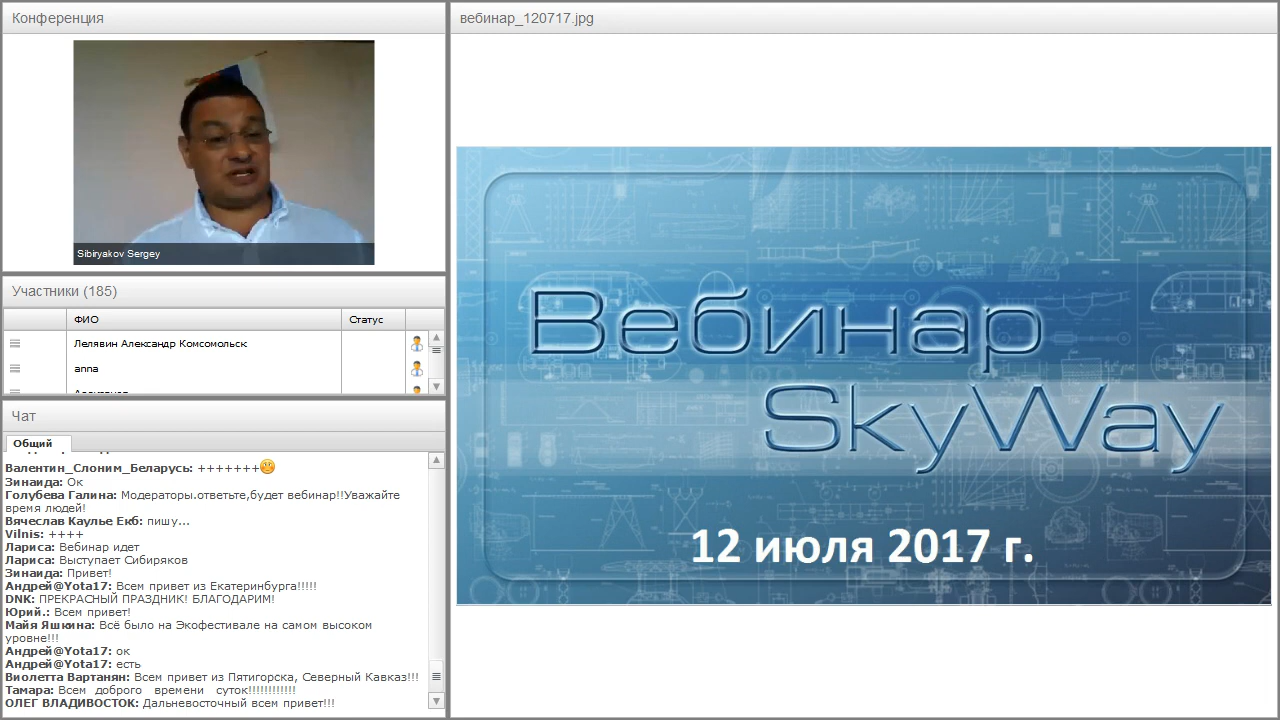 Конференция
Sibiryakov Sergey
Участники (185)
ФИО Статус
Лелявин Александр Комсомольск
anna
Чат
Общий
Валентин_Слоним_Беларусь: +++++++
Зинаида: Ок
Голубева Галина: Модераторы.ответьте,будет вебинар!!Уважайте
время людей!
Вячеслав Каулье Екб: пишу...
Vilnis: ++++
Лариса: Вебинар идет
Лариса: Выступает Сибиряков
Зинаида: Привет!
Андрей@Yota17: Всем привет из Екатеринбурга!!!!!
DNK: ПРЕКРАСНЫЙ ПРАЗДНИК! БЛАГОДАРИМ!
Юрий.: Всем привет!
Майя Яшкина: Всё было на Экофестивале на самом высоком
уровне!!!
Андрей@Yota17: ок
Андрей@Yota17: есть
Виолетта Вартанян: Всем привет из Пятигорска, Северный Кавказ!!!
Тамара: Всем доброго времени суток!!!!!!!!!!!!
ОЛЕГ ВЛАДИВОСТОК: Дальневосточный всем привет!!!
вебинар_120717.jpg
Вебинар
SkyWay
12 июля 2017 г.